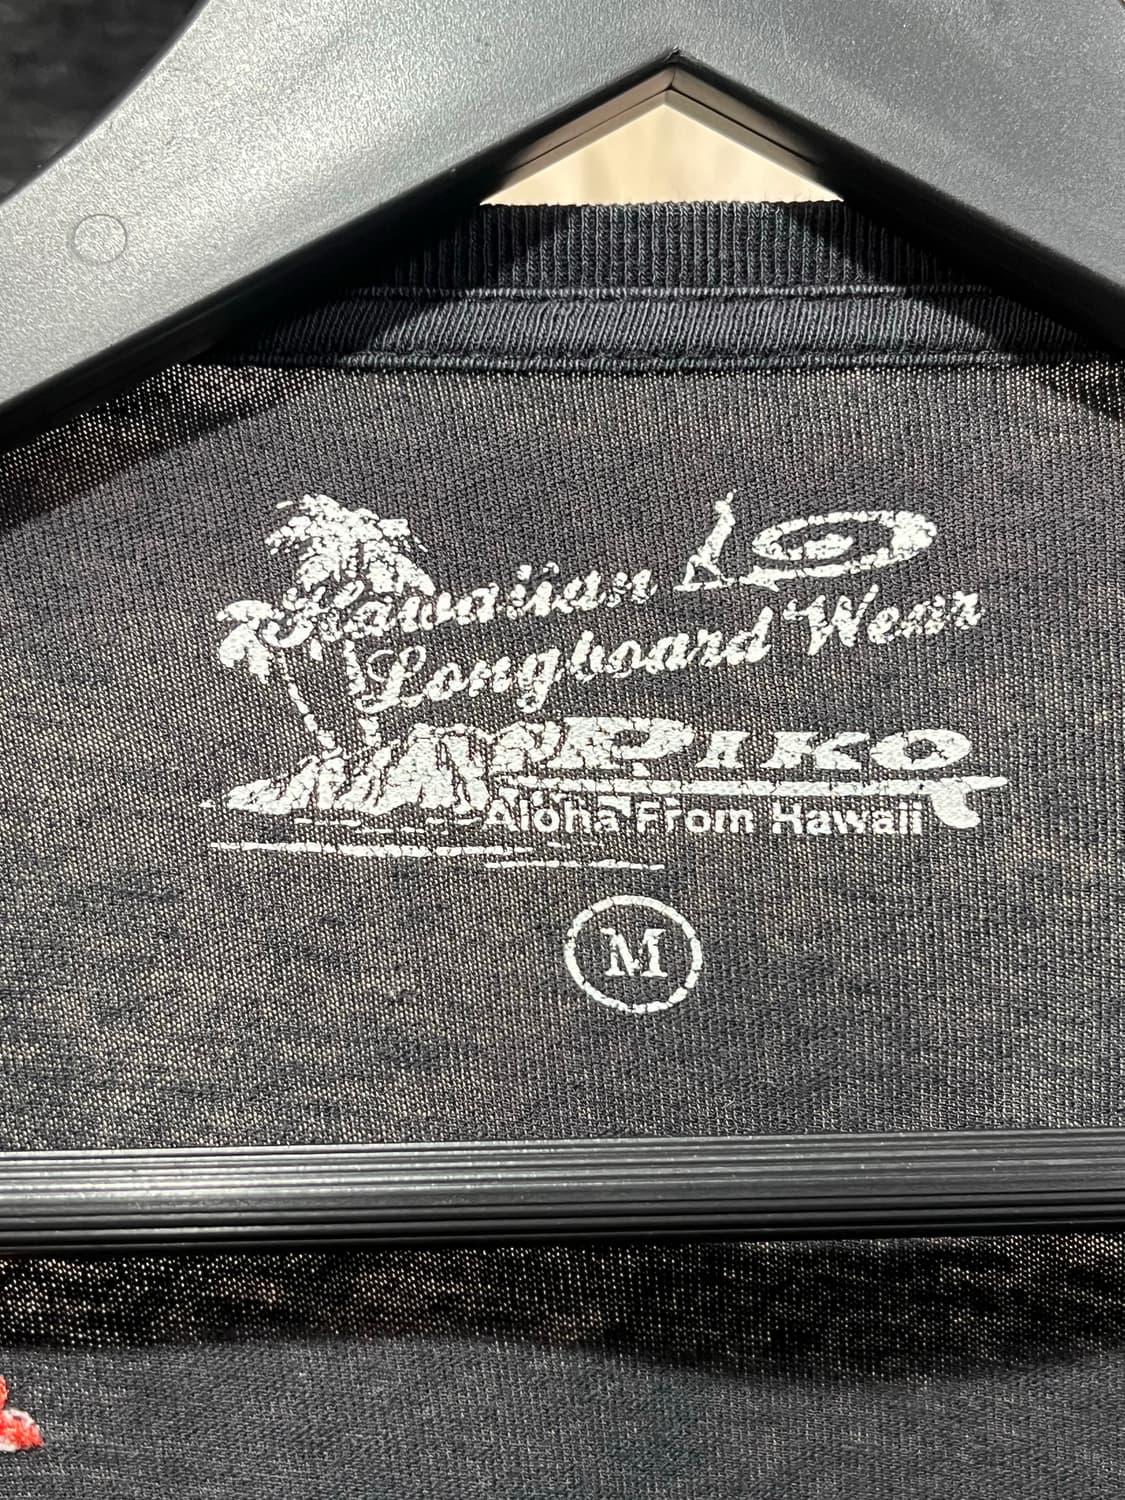 Hawaiian
Longboard Wear
PIKO
Aloha From Hawaii
M